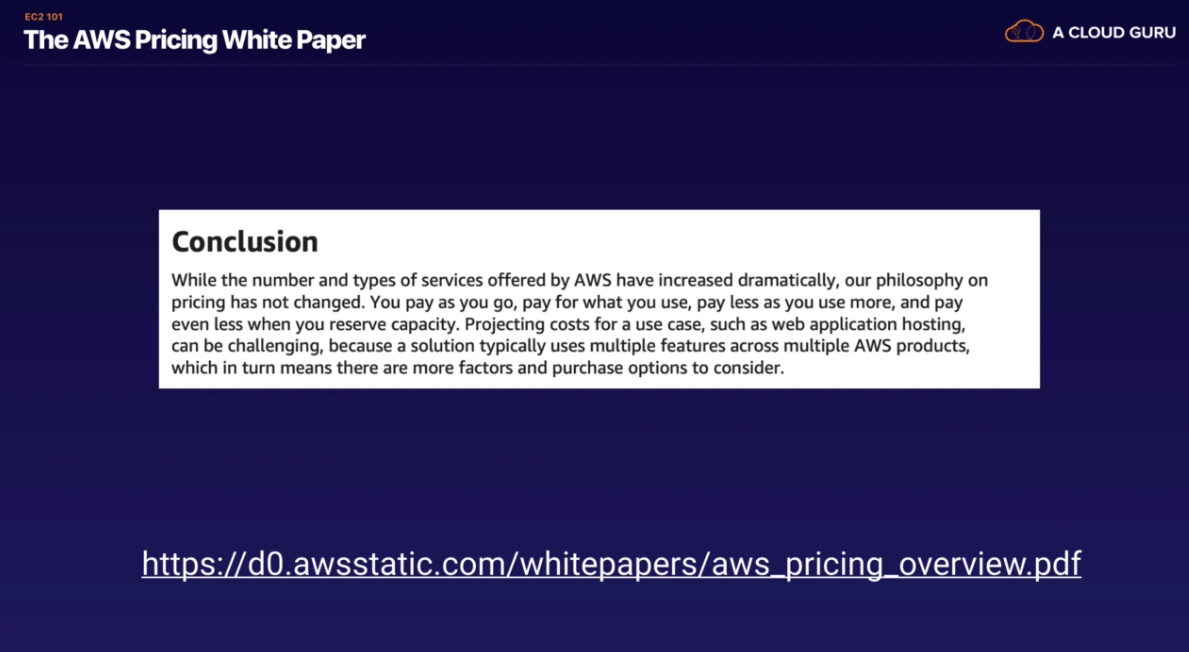 EC2 101
The AWS Pricing White Paper
A CLOUD GURU
Conclusion
While the number and types of services offered by AWS have increased dramatically, our philosophy on
pricing has not changed. You pay as you go, pay for what you use, pay less as you use more, and pay
even less when you reserve capacity. Projecting costs for a use case, such as web application hosting,
can be challenging, because a solution typically uses multiple features across multiple AWS products,
which in turn means there are more factors and purchase options to consider.
https://d0.awsstatic.com/whitepapers/aws_pricing_overview.pdf